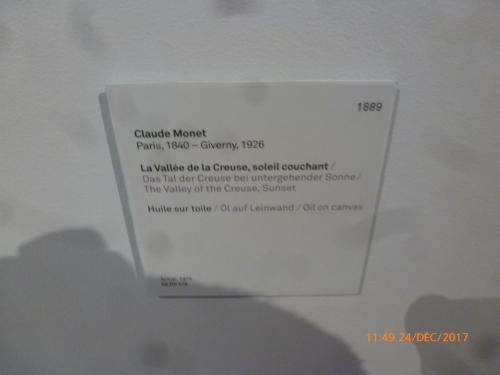 1889
Claude Monet
Paris, 1840 – Giverny, 1926
La Vallée de la Creuse, soleil couchant /
Das Tal der Creuse bei untergehender Sonne /
The Valley of the Creuse, Sunset
Huile sur toile / Öl auf Leinwand / Oil on canvas
11:49 24/DÉC/2017